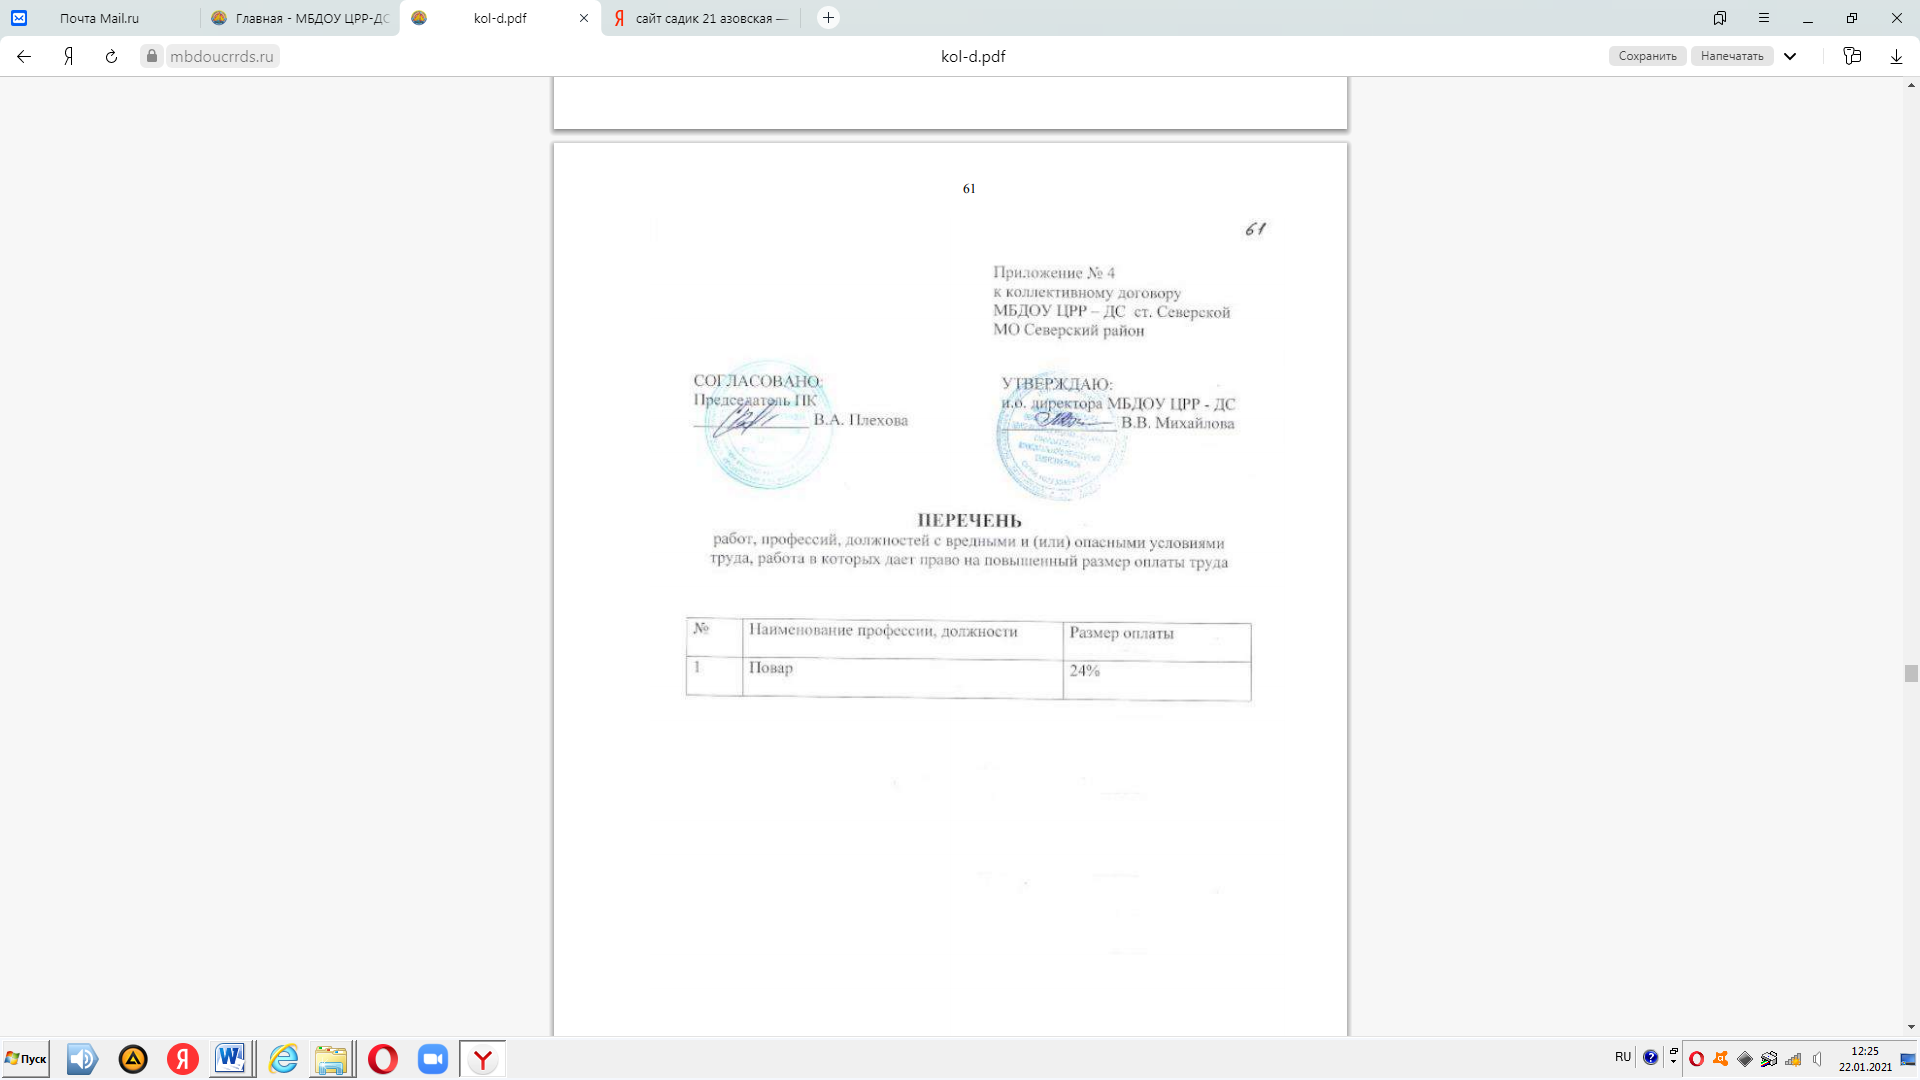 Почта Mail.ru
Главная - МБДОУ ЦРР-ДС
kol-d.pdf
сайт садик 21 азовская —
mbdoucrrds.ru
kol-d.pdf
Сохранить
Напечатать
61
61
Приложение № 4
к коллективному договору
МБДОУ ЦРР – ДС ст. Северской
МО Северский район
СОГЛАСОВАНО:
Председатель ПК
В.А. Плехова
УТВЕРЖДАЮ:
и.о. директора МБДОУ ЦРР - ДС
В.В. Михайлова
ПЕРЕЧЕНЬ
работ, профессий, должностей с вредными и (или) опасными условиями
труда, работа в которых дает право на повышенный размер оплаты труда
№ Наименование профессии, должности Размер оплаты
1 Повар 24%
Пуск
RU
12:25
22.01.2021